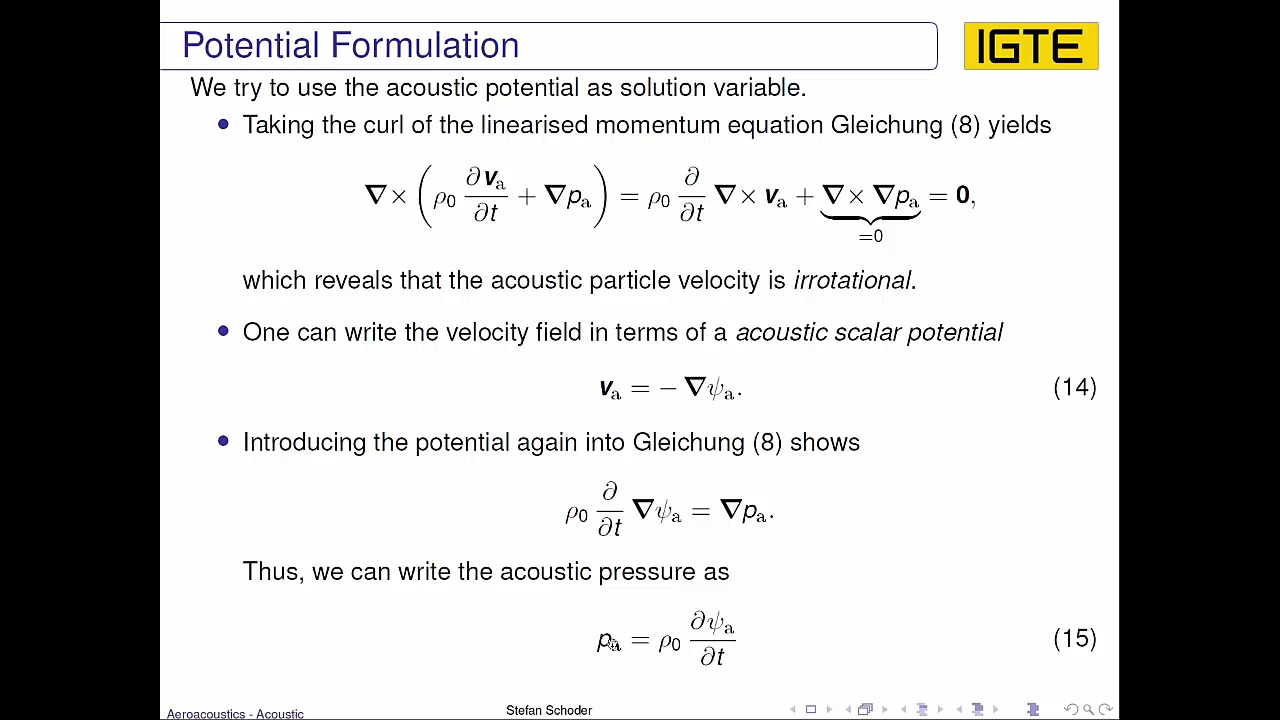 Potential Formulation
IGTE
We try to use the acoustic potential as solution variable.
• Taking the curl of the linearised momentum equation Gleichung (8) yields
∇× (ρ0 ∂va/∂t + ∇pa) = ρ0 ∂/∂t ∇× va + ∇× ∇pa = 0,
=0
which reveals that the acoustic particle velocity is irrotational.
• One can write the velocity field in terms of a acoustic scalar potential
va = − ∇ψa. (14)
• Introducing the potential again into Gleichung (8) shows
ρ0 ∂/∂t ∇ψa = ∇pa.
Thus, we can write the acoustic pressure as
pa = ρ0 ∂ψa/∂t (15)
Aeroacoustics - Acoustic Stefan Schoder